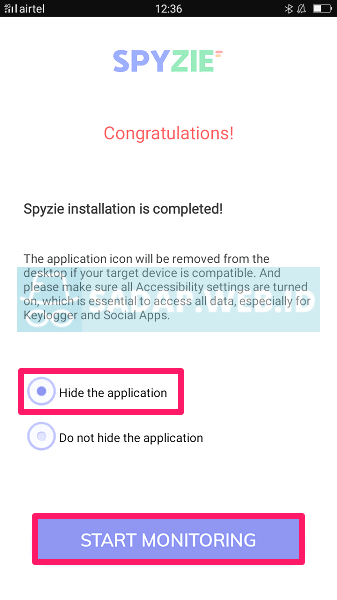 airtel
12:36
SPYZIE
Congratulations!
Spyzie installation is completed!
The application icon will be removed from the
desktop if your target device is compatible. And
please make sure all Accessibility settings are turned
on, which is essential to access all data, especially for
Keylogger and Social Apps.
SADAP.WEB.ID
Hide the application
Do not hide the application
START MONITORING